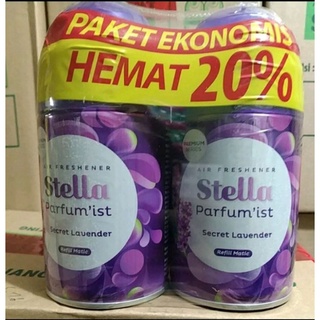 PAKET EKONOMIS
HEMAT 20%
AIR FRESHENER
Stella
Parfum'ist
Secret Lavender
Refill Matic
AIR FRESHENER
Stella
Parfum'ist
Secret Lavender
Refill Matic